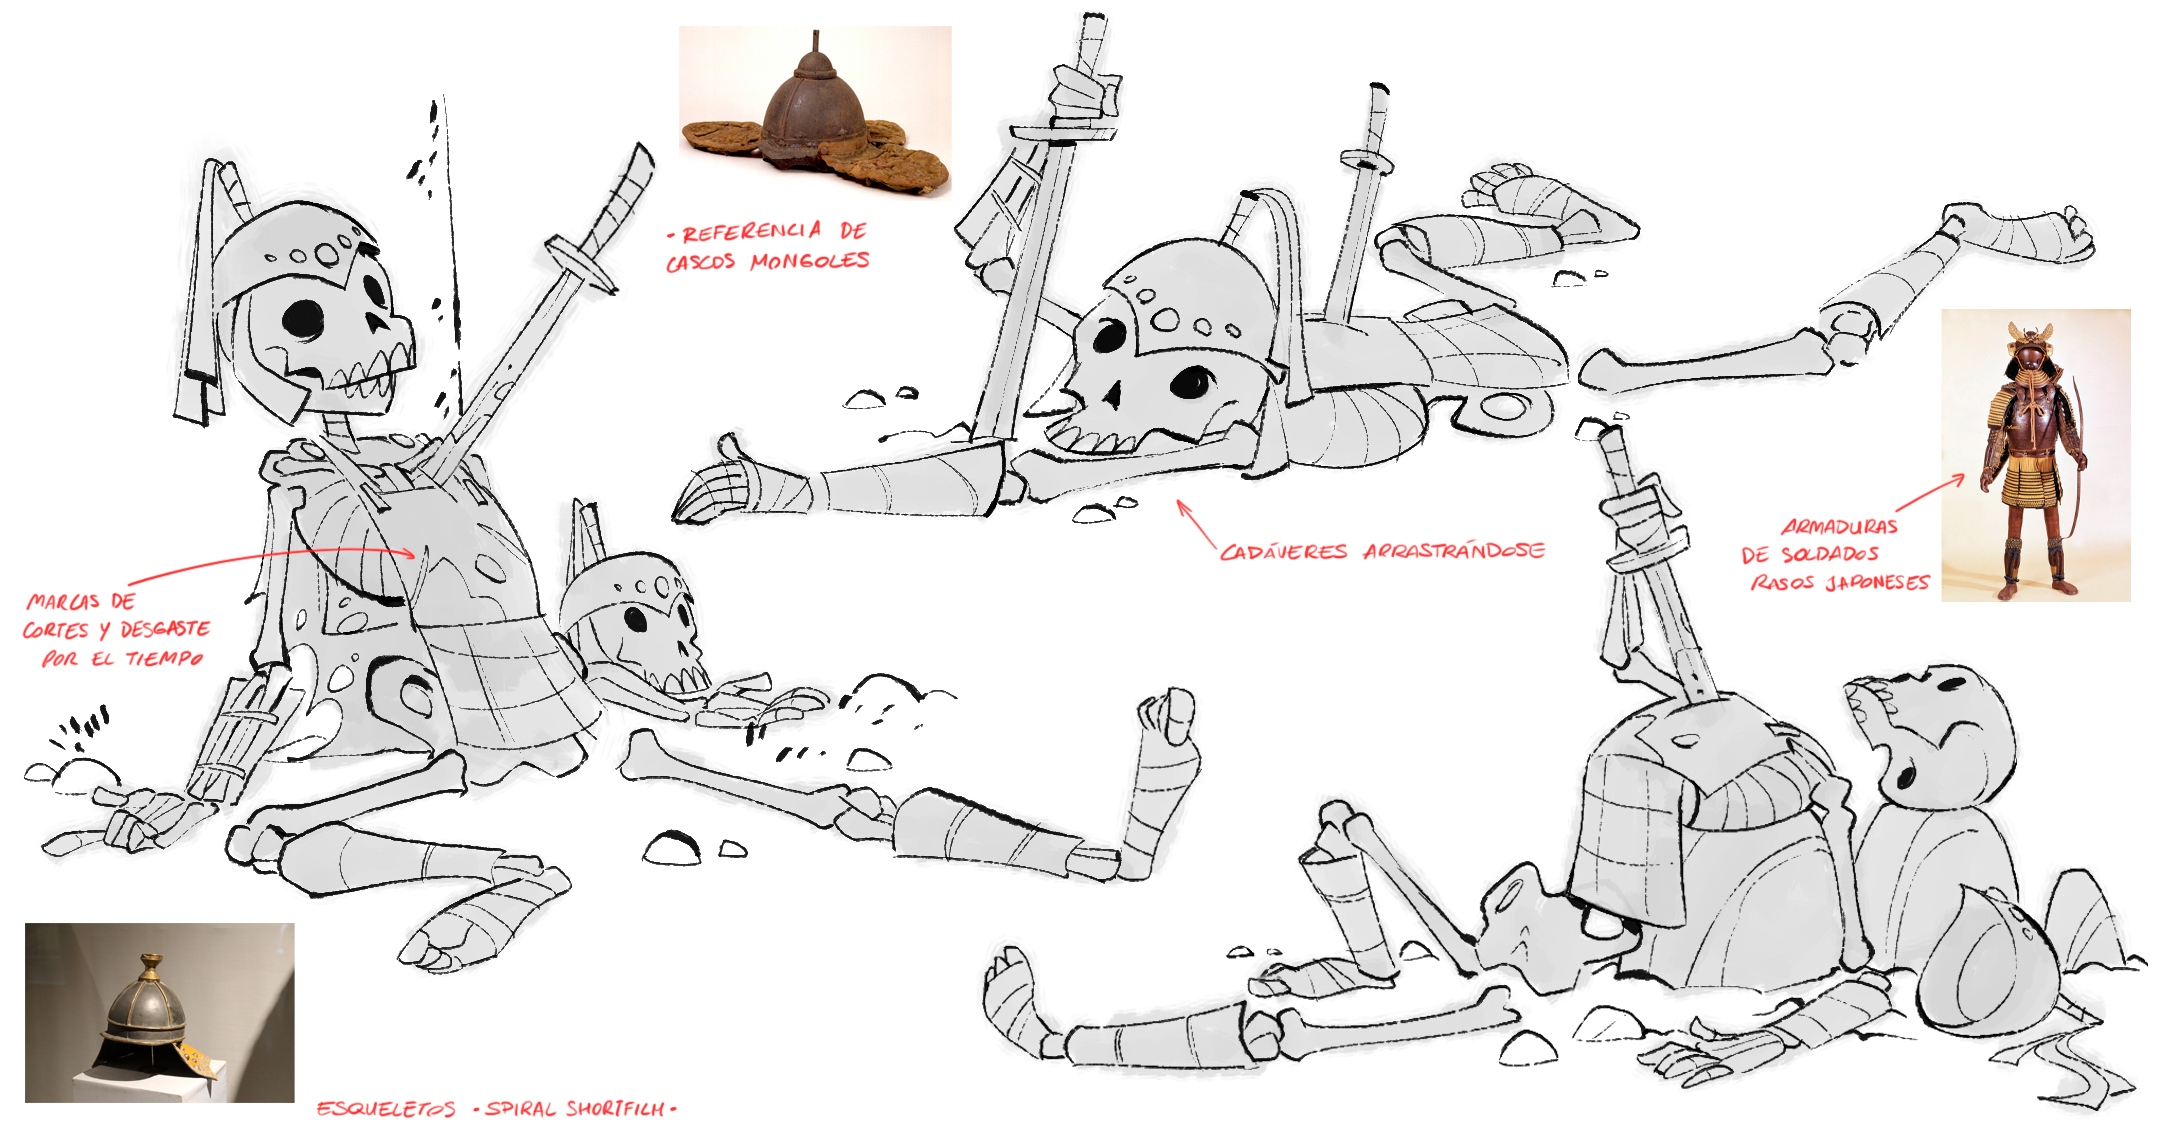 • REFERENCIA DE
CASCOS MONGOLES
MARCAS DE
CORTES Y DESGASTE
POR EL TIEMPO
CADÁVERES ARRASTRÁNDOSE
ARMADURAS
DE SOLDADOS
RASOS JAPONESES
ESQUELETOS • SPIRAL SHORTFILM •